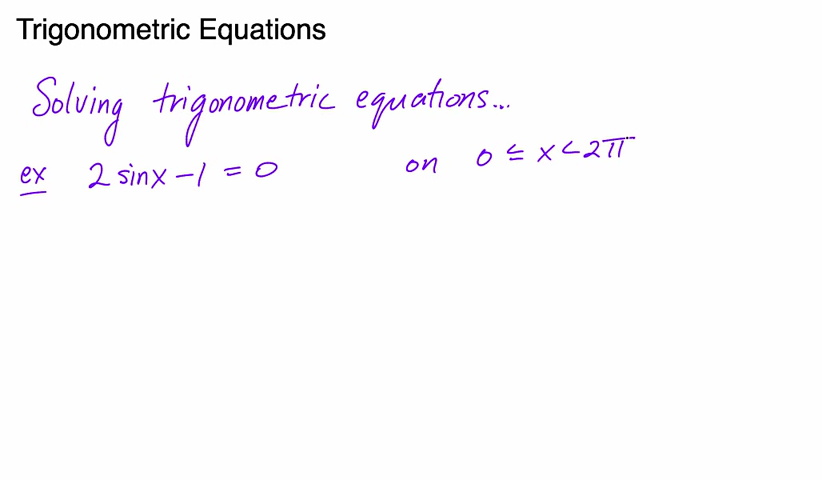 Trigonometric Equations
Solving trigonometric equations...
ex 2 sinx - 1 = 0 on 0 ≤ x < 2π